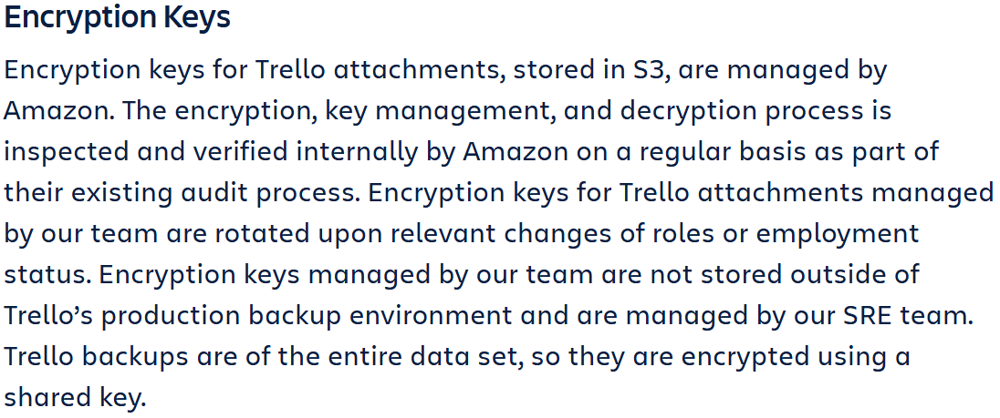 Encryption Keys
Encryption keys for Trello attachments, stored in S3, are managed by
Amazon. The encryption, key management, and decryption process is
inspected and verified internally by Amazon on a regular basis as part of
their existing audit process. Encryption keys for Trello attachments managed
by our team are rotated upon relevant changes of roles or employment
status. Encryption keys managed by our team are not stored outside of
Trello’s production backup environment and are managed by our SRE team.
Trello backups are of the entire data set, so they are encrypted using a
shared key.